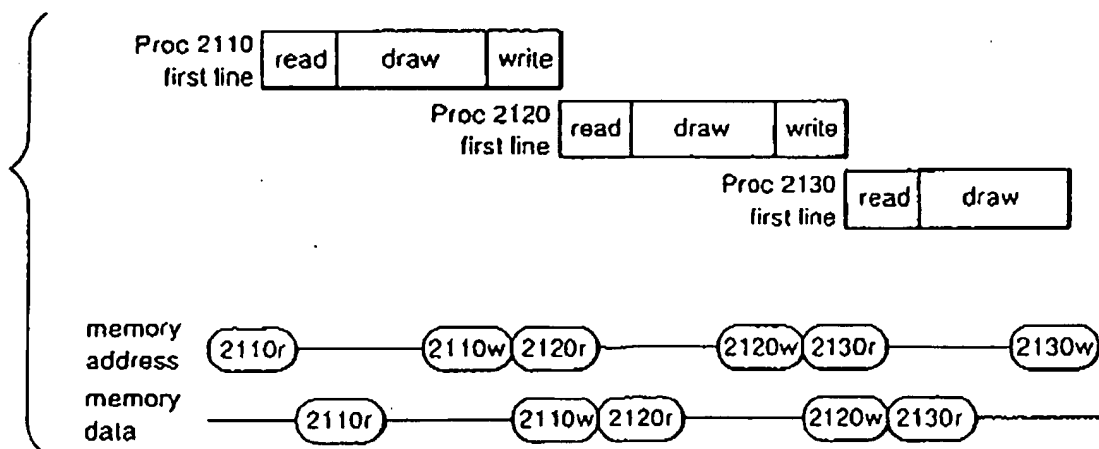 Proc 2110 read draw write
first line
Proc 2120 read draw write
first line
Proc 2130 read draw
first line
memory
address 2110r 2110w 2120r 2120w 2130r 2130w
memory
data 2110r 2110w 2120r 2120w 2130r